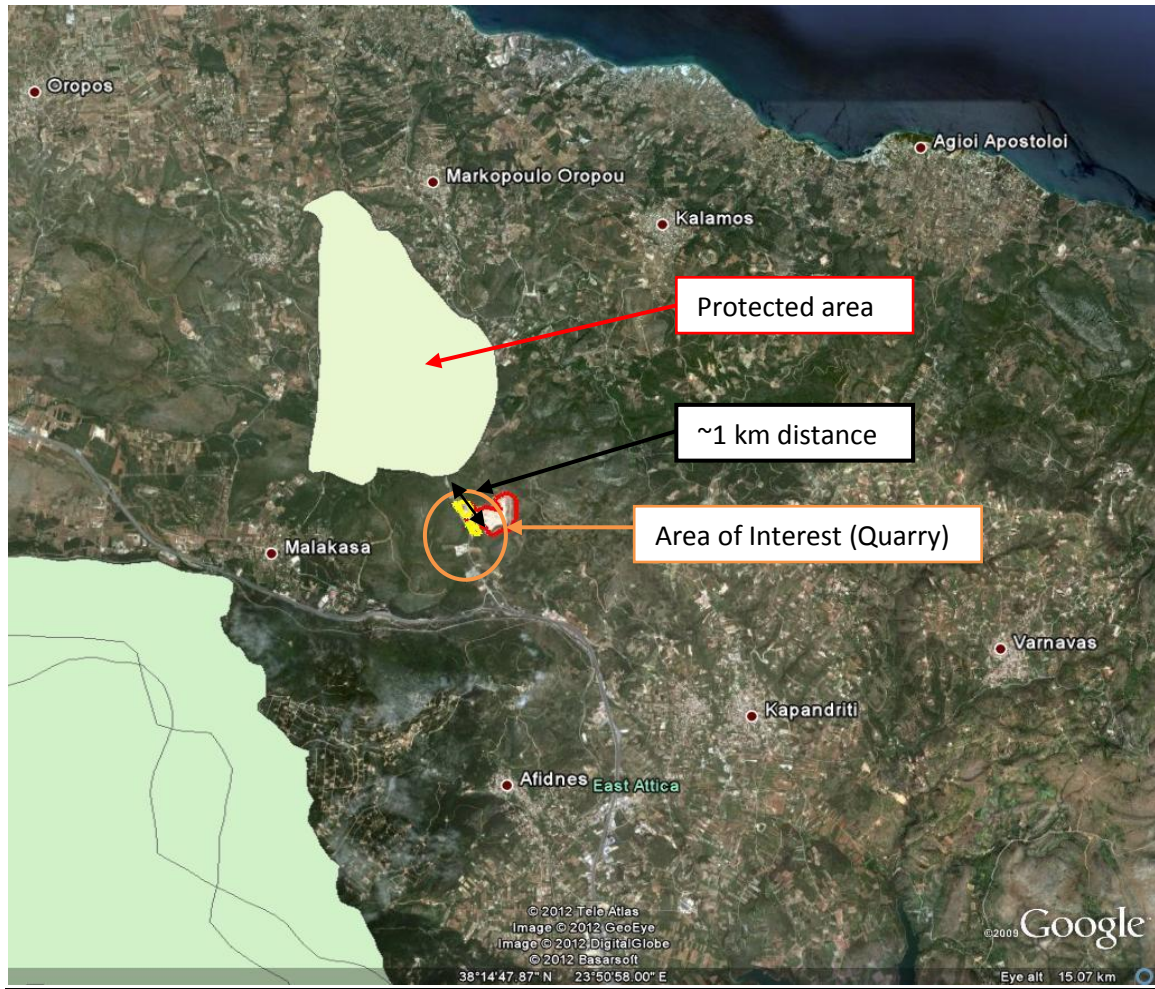 Oropos
Agioi Apostoloi
Markopoulo Oropou
Kalamos
Protected area
~1 km distance
Area of Interest (Quarry)
Malakasa
Varnavas
Kapandriti
Afidnes East Attica
© 2012 Tele Atlas
Image © 2012 GeoEye
Image © 2012 DigitalGlobe
© 2012 Basarsoft
©2009 Google
38°14'47.87" N 23°50'58.00" E
Eye alt 15.07 km